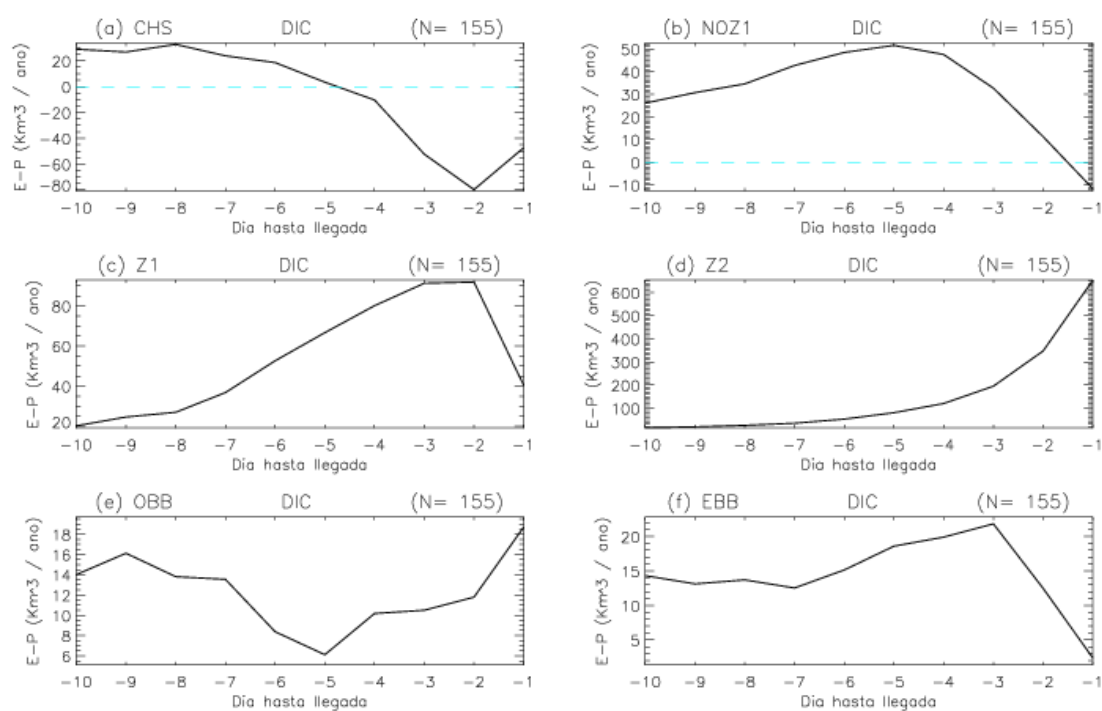 (a) CHS DIC (N= 155)
E-P (Km^3 / ano)
20
0
-20
-40
-60
-80
-10 -9 -8 -7 -6 -5 -4 -3 -2 -1
Dia hasta llegada
(b) NOZ1 DIC (N= 155)
E-P (Km^3 / ano)
50
40
30
20
10
0
-10
-10 -9 -8 -7 -6 -5 -4 -3 -2 -1
Dia hasta llegada
(c) Z1 DIC (N= 155)
E-P (Km^3 / ano)
80
60
40
20
-10 -9 -8 -7 -6 -5 -4 -3 -2 -1
Dia hasta llegada
(d) Z2 DIC (N= 155)
E-P (Km^3 / ano)
600
500
400
300
200
100
-10 -9 -8 -7 -6 -5 -4 -3 -2 -1
Dia hasta llegada
(e) OBB DIC (N= 155)
E-P (Km^3 / ano)
18
16
14
12
10
8
6
-10 -9 -8 -7 -6 -5 -4 -3 -2 -1
Dia hasta llegada
(f) EBB DIC (N= 155)
E-P (Km^3 / ano)
20
15
10
5
-10 -9 -8 -7 -6 -5 -4 -3 -2 -1
Dia hasta llegada